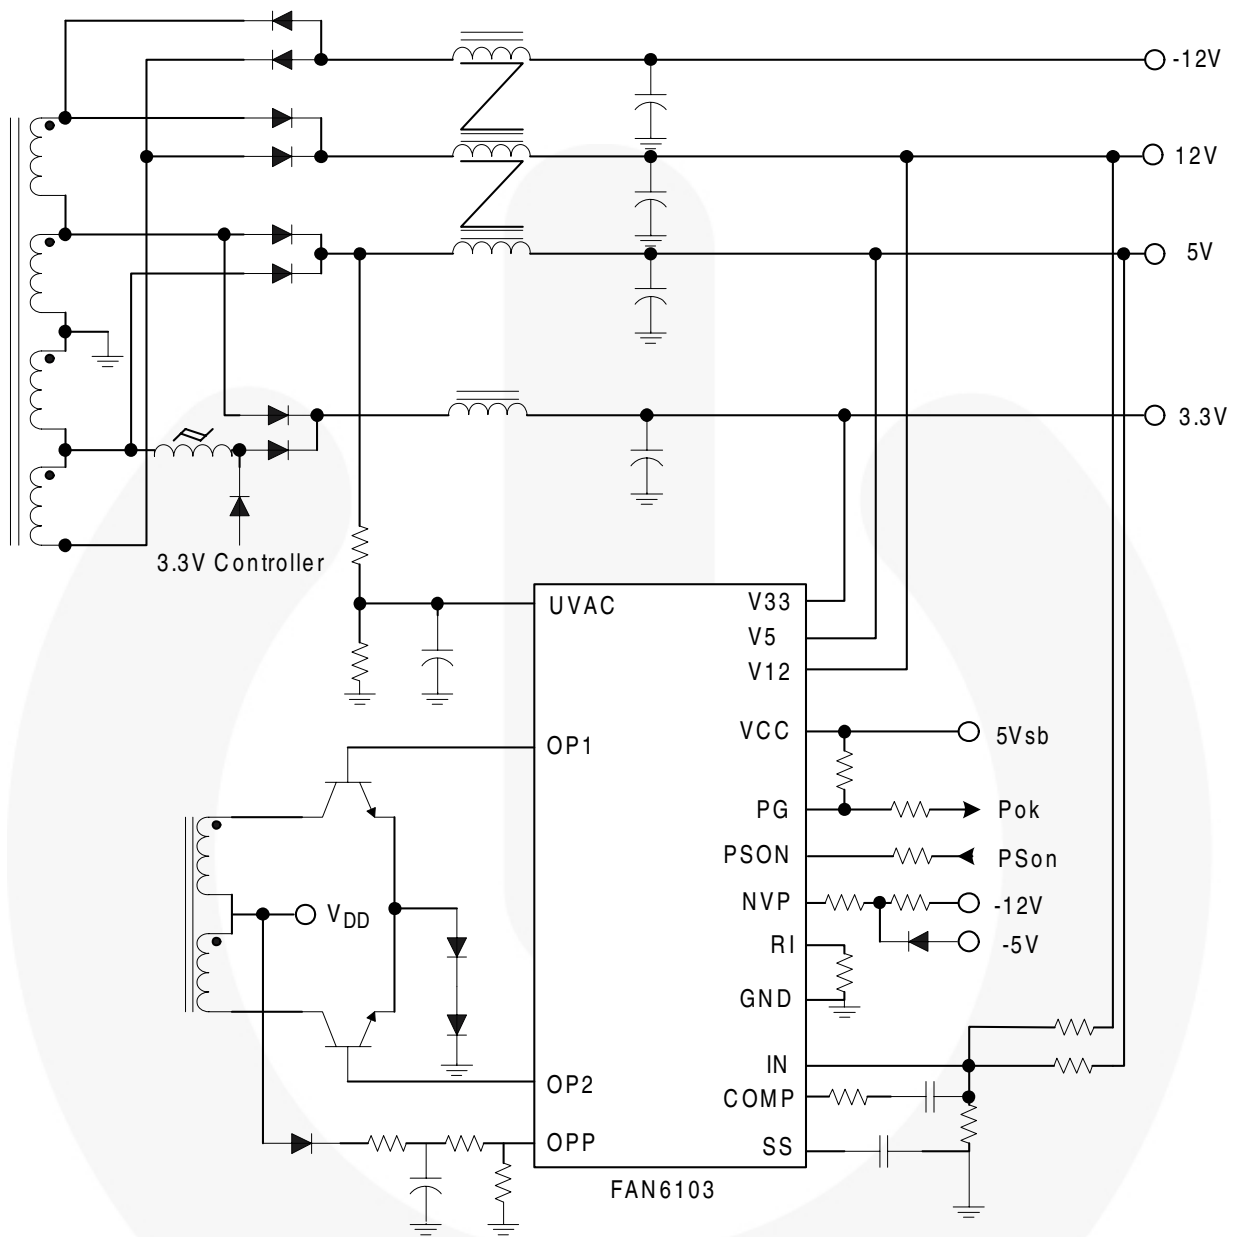 -12V
12V
5V
3.3V
3.3V Controller
UVAC
V33
V5
V12
OP1
VCC
5Vsb
PG
Pok
PSON
PSon
VDD
NVP
-12V
RI
-5V
GND
IN
OP2
COMP
OPP
SS
FAN6103